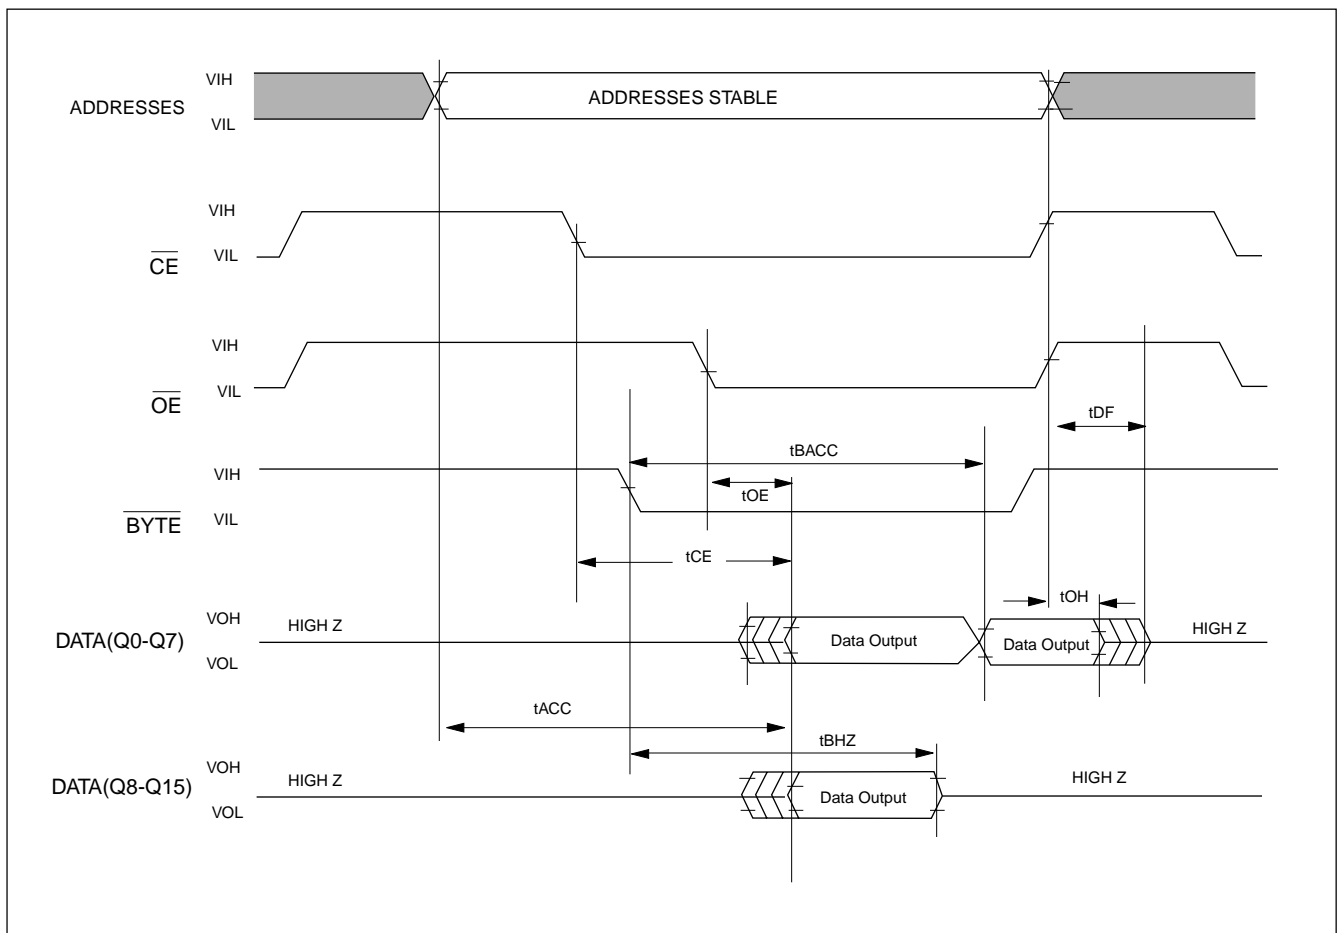 VIH
ADDRESSES
VIL
ADDRESSES STABLE
VIH
CE
VIL
VIH
OE
VIL
tDF
tBACC
VIH
tOE
BYTE
VIL
tCE
tOH
VOH
DATA(Q0-Q7)
VOL
HIGH Z
Data Output
Data Output
HIGH Z
tACC
tBHZ
VOH
DATA(Q8-Q15)
VOL
HIGH Z
Data Output
HIGH Z